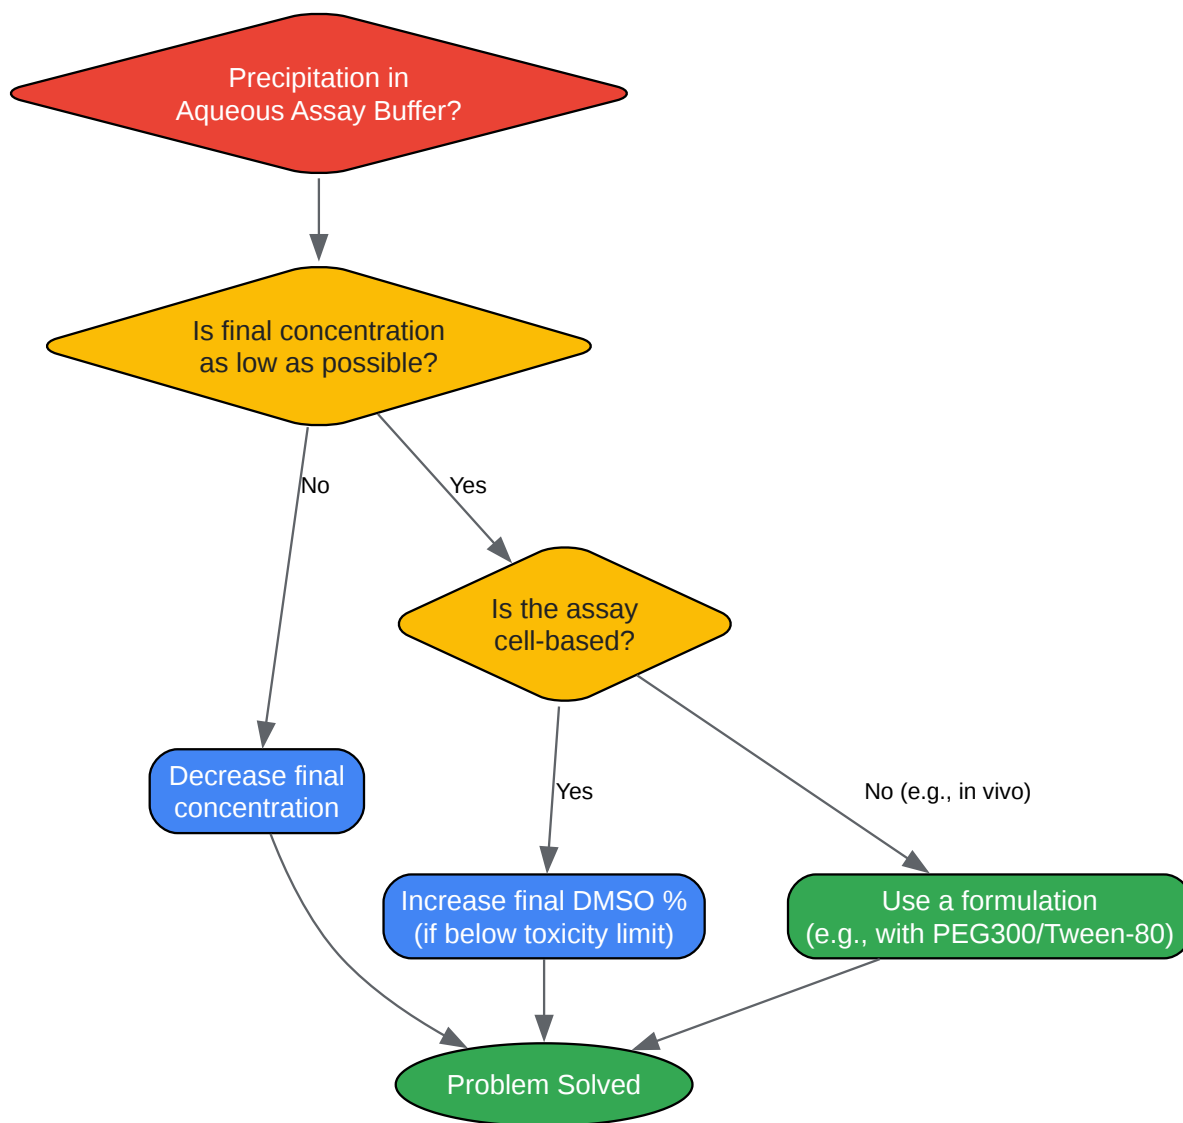 Precipitation in
Aqueous Assay Buffer?
Is final concentration
as low as possible?
No
Yes
Is the assay
cell-based?
Decrease final
concentration
Yes
No (e.g., in vivo)
Increase final DMSO %
(if below toxicity limit)
Use a formulation
(e.g., with PEG300/Tween-80)
Problem Solved